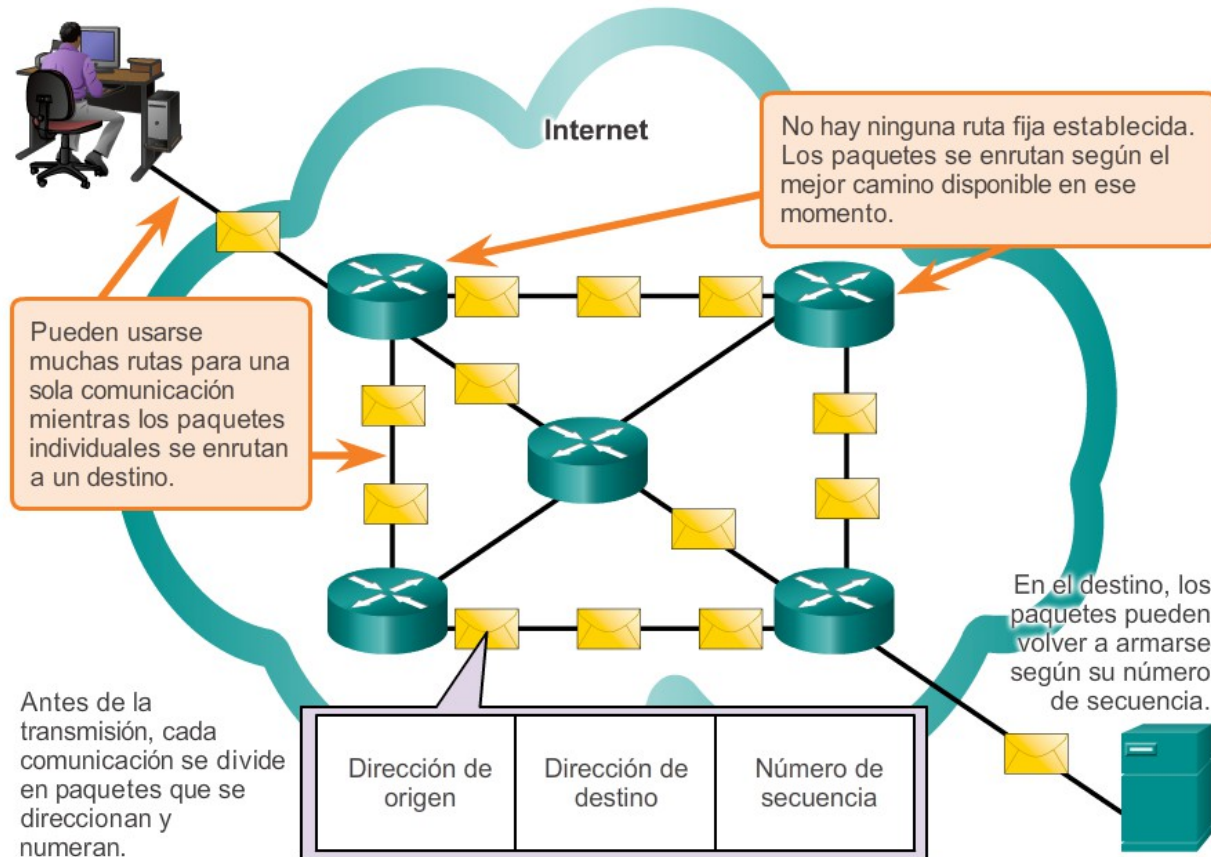 Internet
No hay ninguna ruta fija establecida.
Los paquetes se enrutan según el
mejor camino disponible en ese
momento.
Pueden usarse
muchas rutas para una
sola comunicación
mientras los paquetes
individuales se enrutan
a un destino.
En el destino, los
paquetes pueden
volver a armarse
según su número
de secuencia.
Antes de la
transmisión, cada
comunicación se divide
en paquetes que se
direccionan y
numeran.
Dirección de
origen
Dirección de
destino
Número de
secuencia